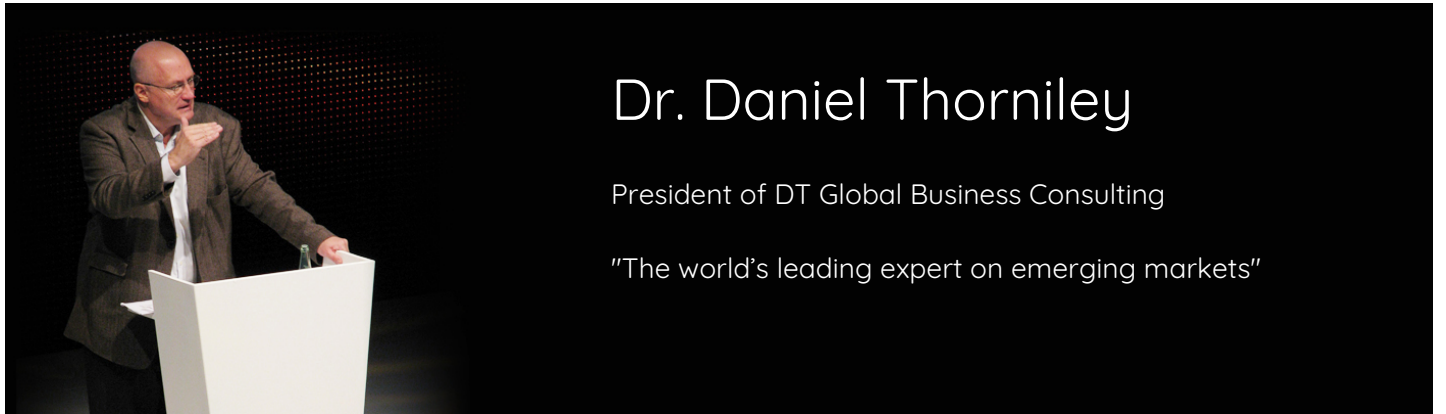 Dr. Daniel Thorniley
President of DT Global Business Consulting
"The world’s leading expert on emerging markets"